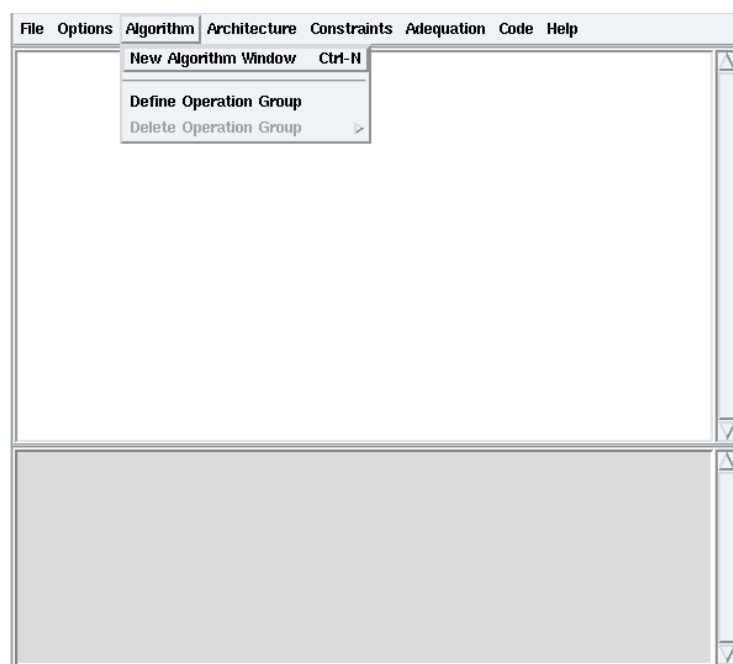 File Options Algorithm Architecture Constraints Adequation Code Help
New Algorithm Window Ctrl-N
Define Operation Group
Delete Operation Group